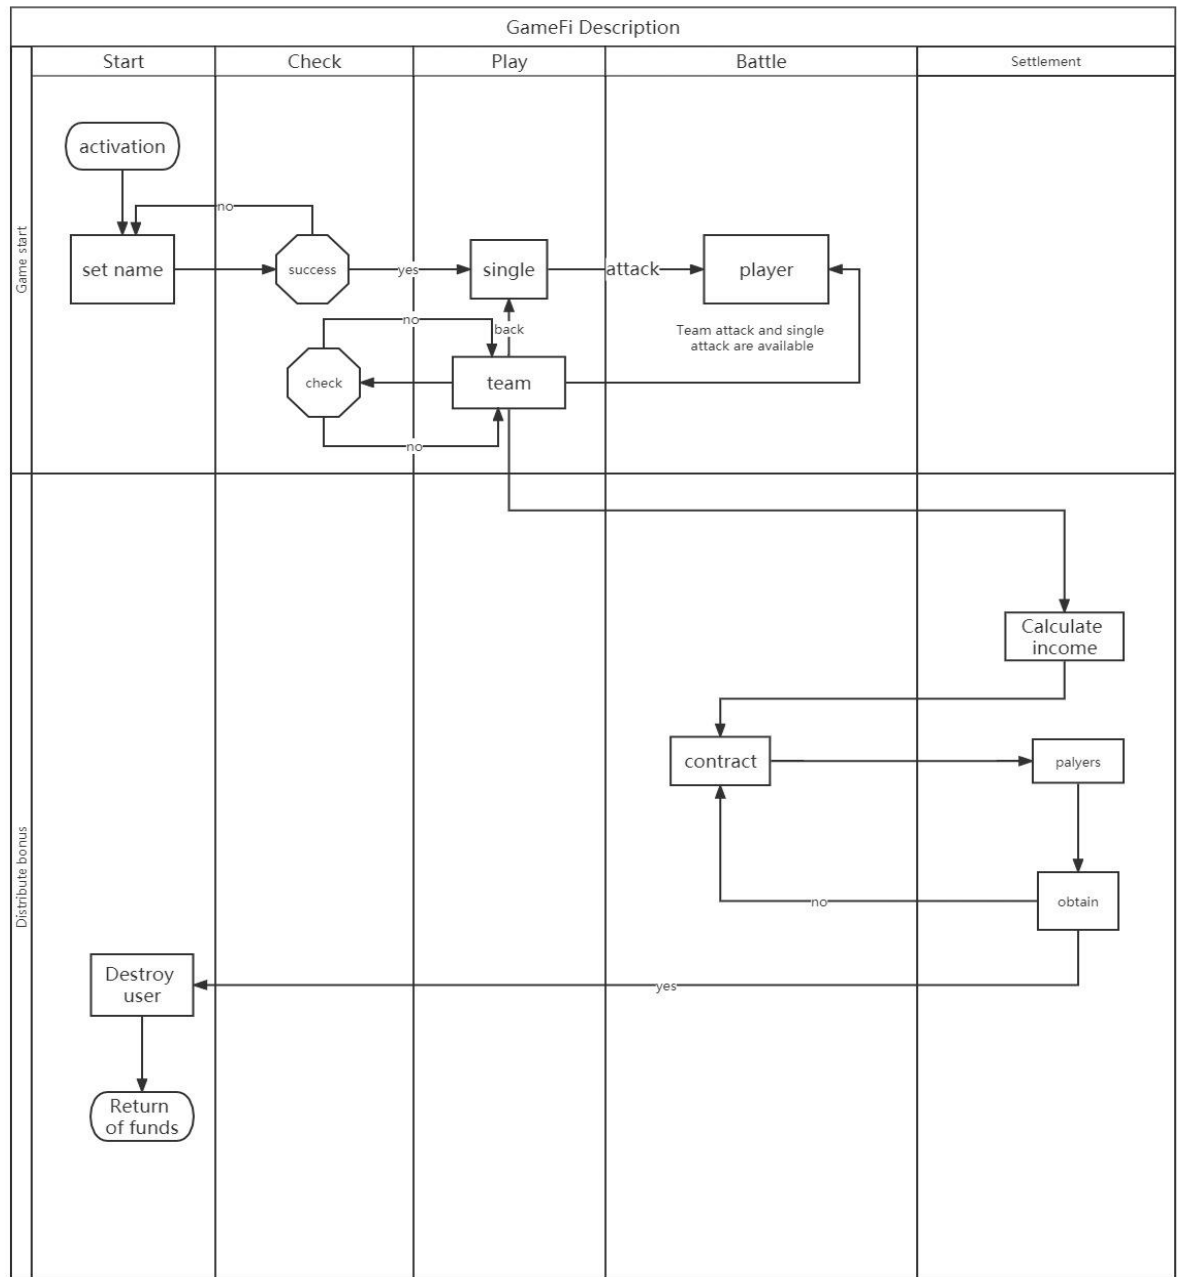 GameFi Description
Start
Check
Play
Battle
Settlement
Game start
activation
no
set name
success
yes
single
attack
player
no
back
Team attack and single
attack are available
check
team
no
Distribute bonus
Calculate
income
contract
palyers
obtain
no
Destroy
user
yes
Return
of funds